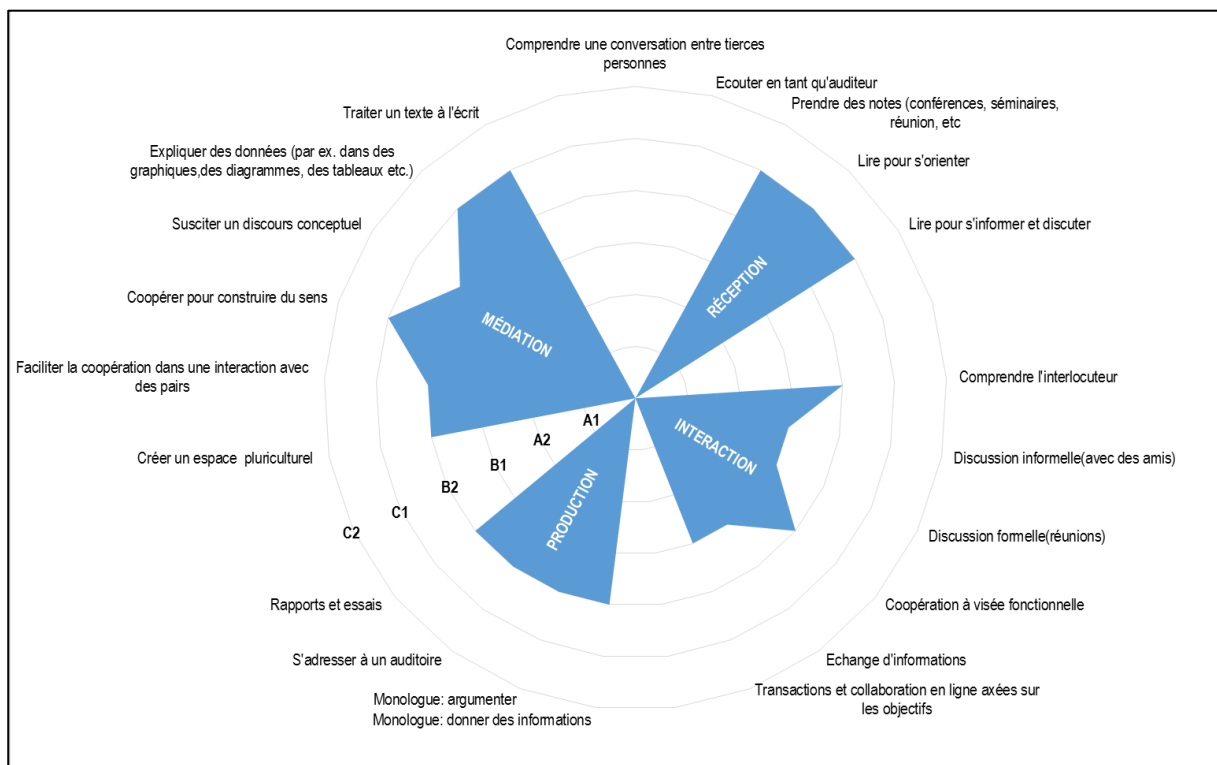 Comprendre une conversation entre tierces
personnes
Ecouter en tant qu'auditeur
Prendre des notes (conférences, séminaires,
réunion, etc
Lire pour s'orienter
Lire pour s'informer et discuter
Comprendre l'interlocuteur
Discussion informelle(avec des amis)
Discussion formelle(réunions)
Coopération à visée fonctionnelle
Echange d'informations
Transactions et collaboration en ligne axées sur
les objectifs
Monologue: donner des informations
Monologue: argumenter
S'adresser à un auditoire
Rapports et essais
Créer un espace pluriculturel
Faciliter la coopération dans une interaction avec
des pairs
Coopérer pour construire du sens
Susciter un discours conceptuel
Expliquer des données (par ex. dans des
graphiques,des diagrammes, des tableaux etc.)
Traiter un texte à l'écrit
RÉCEPTION
INTERACTION
PRODUCTION
MÉDIATION
A1
A2
B1
B2
C1
C2